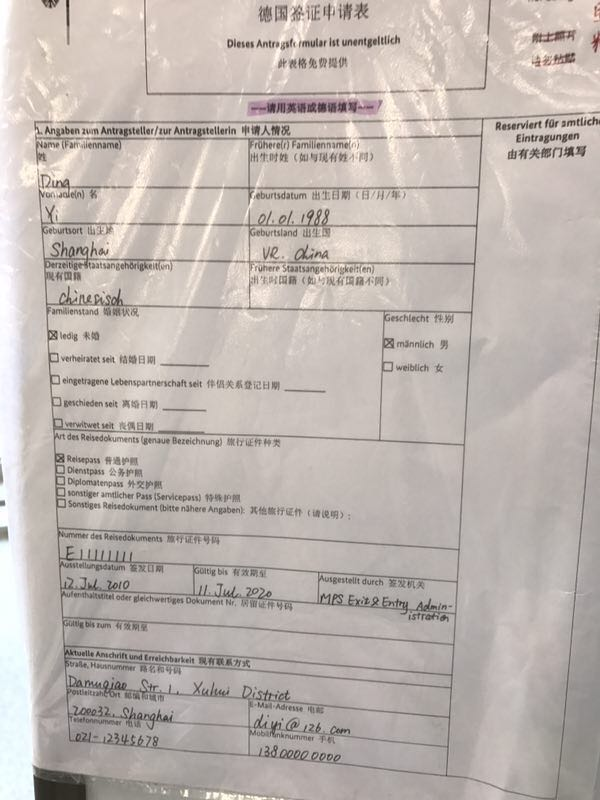 德国签证申请表
Dieses Antragsformular ist unentgeltlich
此表格免费提供
请用英语或德语填写
1. Angaben zum Antragsteller/zur Antragstellerin 申请人情况
Reserviert für amtliche
Eintragungen
由有关部门填写
Name (Familienname)
姓
Ding
Frühere(r) Familienname(n)
出生时姓（如与现有姓不同）
Vorname(n) 名
Yi
Geburtsdatum 出生日期（日/月/年）
01.01.1988
Geburtsort 出生地
Shanghai
Geburtsland 出生国
VR. China
Derzeitige Staatsangehörigkeit(en)
现有国籍
chinesisch
Frühere Staatsangehörigkeit(en)
出生时国籍（如与现有国籍不同）
Familienstand 婚姻状况
Geschlecht 性别
ledig 未婚
männlich 男
verheiratet seit 结婚日期
weiblich 女
eingetragene Lebenspartnerschaft seit 伴侣关系登记日期
geschieden seit 离婚日期
verwitwet seit 丧偶日期
Art des Reisedokuments (genaue Bezeichnung) 旅行证件种类
Reisepass 普通护照
Dienstpass 公务护照
Diplomatenpass 外交护照
sonstiger amtlicher Pass (Servicepass) 特殊护照
Sonstiges Reisedokument (bitte nähere Angaben): 其他旅行证件（请说明）:
Nummer des Reisedokuments 旅行证件号码
E11111111
Ausstellungsdatum 签发日期
12. Jul. 2010
Gültig bis 有效期至
11. Jul. 2020
Ausgestellt durch 签发机关
MPS Exit & Entry Admin-
istration
Aufenthaltstitel oder gleichwertiges Dokument Nr. 居留证件号码
Gültig bis zum 有效期至
Aktuelle Anschrift und Erreichbarkeit 现有联系方式
Straße, Hausnummer 路名和号码
Damuqiao Str. 1, Xuhui District
Postleitzahl, Ort 邮编和城市
200032, Shanghai
E-Mail-Adresse 电邮
diyi@126.com
Telefonnummer 电话
021-12345678
Mobilfunknummer 手机
13800000000